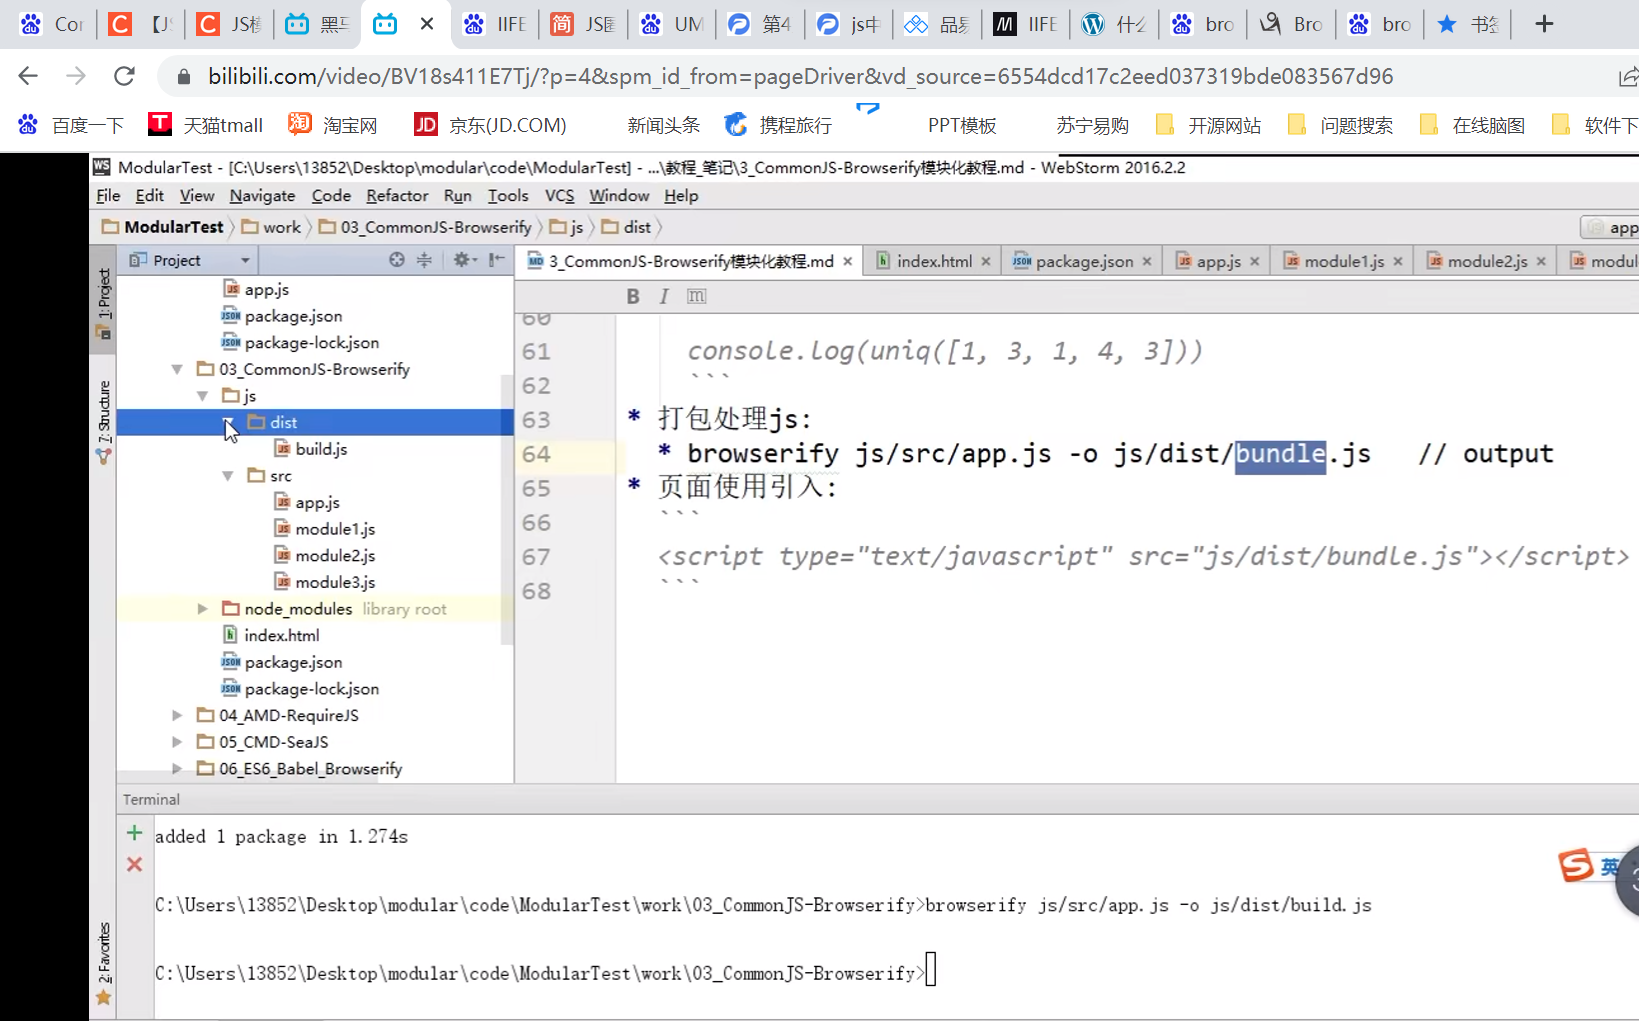 Cor 【JS JS模 黑马 IIFE JS匿 UM 第4 js中 品易 IIFE 什么 bro Bro bro 书签
bilibili.com/video/BV18s411E7Tj/?p=4&spm_id_from=pageDriver&vd_source=6554dcd17c2eed037319bde083567d96
百度一下 天猫tmall 淘宝网 京东(JD.COM) 新闻头条 携程旅行 PPT模板 苏宁易购 开源网站 问题搜索 在线脑图 软件下
ModularTest - [C:\Users\13852\Desktop\modular\code\ModularTest] - ...\教程_笔记\3_CommonJS-Browserify模块化教程.md - WebStorm 2016.2.2
File Edit View Navigate Code Refactor Run Tools VCS Window Help
ModularTest work 03_CommonJS-Browserify js dist app
Project 3_CommonJS-Browserify模块化教程.md index.html package.json app.js module1.js module2.js modul
1: Project
7: Structure
2: Favorites
B I m
app.js
package.json
package-lock.json
03_CommonJS-Browserify
js
dist
build.js
src
app.js
module1.js
module2.js
module3.js
node_modules library root
index.html
package.json
package-lock.json
04_AMD-RequireJS
05_CMD-SeaJS
06_ES6_Babel_Browserify
60
61 console.log(uniq([1, 3, 1, 4, 3]))
62 ```
63 * 打包处理js:
64 * browserify js/src/app.js -o js/dist/bundle.js // output
65 * 页面使用引入:
66 ```
67 <script type="text/javascript" src="js/dist/bundle.js"></script>
68 ```
Terminal
added 1 package in 1.274s
C:\Users\13852\Desktop\modular\code\ModularTest\work\03_CommonJS-Browserify>browserify js/src/app.js -o js/dist/build.js
C:\Users\13852\Desktop\modular\code\ModularTest\work\03_CommonJS-Browserify>
英